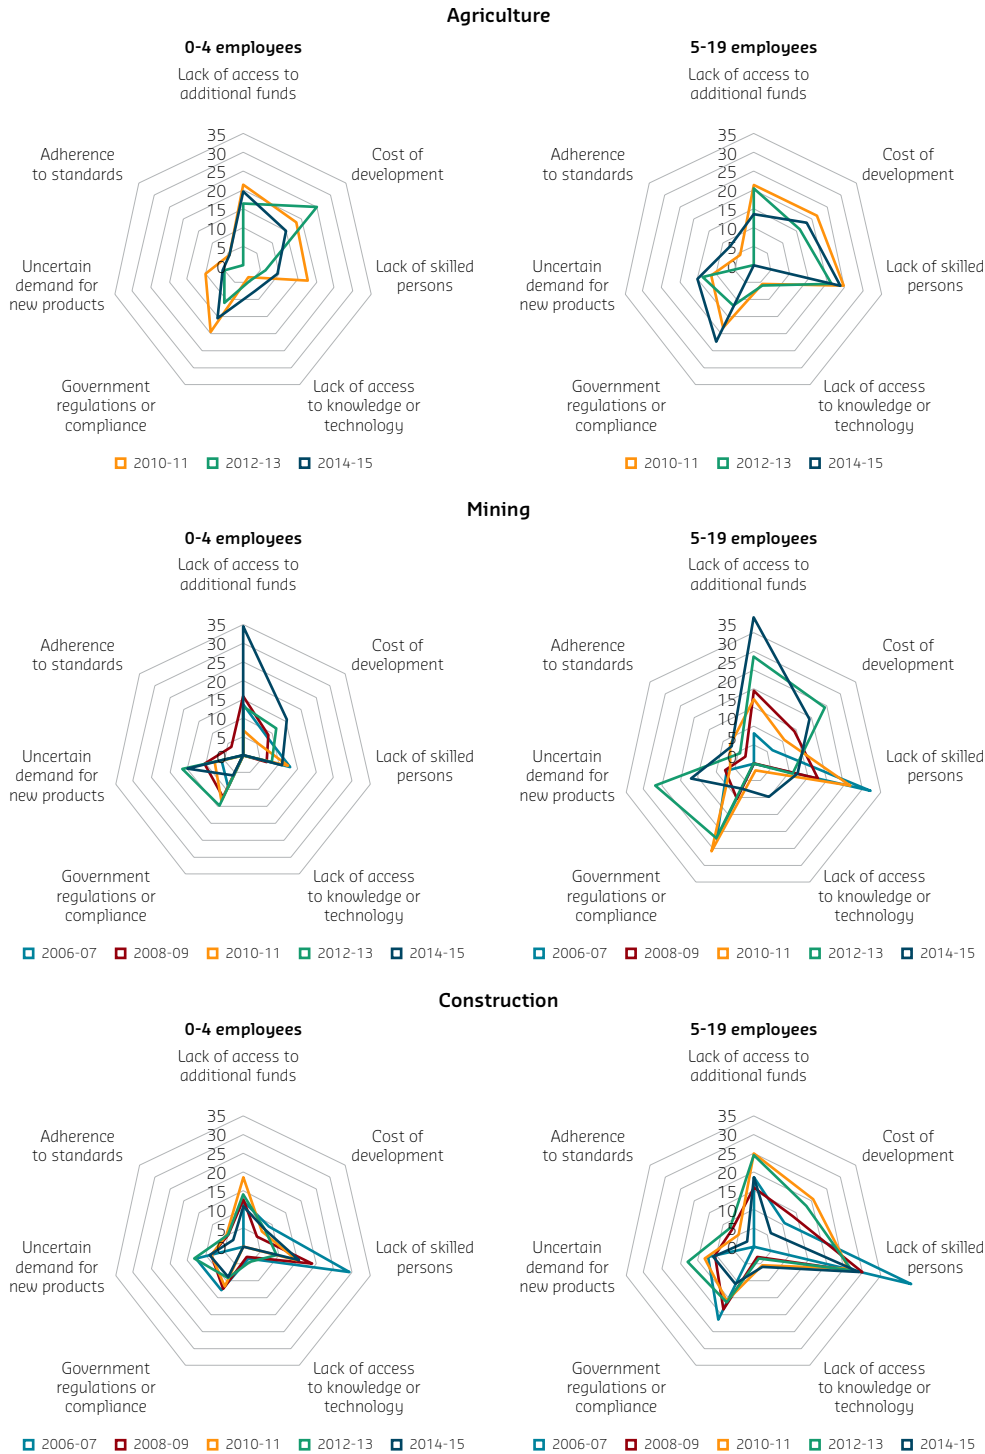 Agriculture
0-4 employees
Lack of access to
additional funds
Adherence
to standards
Cost of
development
35
30
25
20
15
10
5
0
Uncertain
demand for
new products
Lack of skilled
persons
Government
regulations or
compliance
Lack of access
to knowledge or
technology
2010-11 2012-13 2014-15
5-19 employees
Lack of access to
additional funds
Adherence
to standards
Cost of
development
35
30
25
20
15
10
5
0
Uncertain
demand for
new products
Lack of skilled
persons
Government
regulations or
compliance
Lack of access
to knowledge or
technology
2010-11 2012-13 2014-15
Mining
0-4 employees
Lack of access to
additional funds
Adherence
to standards
Cost of
development
35
30
25
20
15
10
5
0
Uncertain
demand for
new products
Lack of skilled
persons
Government
regulations or
compliance
Lack of access
to knowledge or
technology
2006-07 2008-09 2010-11 2012-13 2014-15
5-19 employees
Lack of access to
additional funds
Adherence
to standards
Cost of
development
35
30
25
20
15
10
5
0
Uncertain
demand for
new products
Lack of skilled
persons
Government
regulations or
compliance
Lack of access
to knowledge or
technology
2006-07 2008-09 2010-11 2012-13 2014-15
Construction
0-4 employees
Lack of access to
additional funds
Adherence
to standards
Cost of
development
35
30
25
20
15
10
5
0
Uncertain
demand for
new products
Lack of skilled
persons
Government
regulations or
compliance
Lack of access
to knowledge or
technology
2006-07 2008-09 2010-11 2012-13 2014-15
5-19 employees
Lack of access to
additional funds
Adherence
to standards
Cost of
development
35
30
25
20
15
10
5
0
Uncertain
demand for
new products
Lack of skilled
persons
Government
regulations or
compliance
Lack of access
to knowledge or
technology
2006-07 2008-09 2010-11 2012-13 2014-15